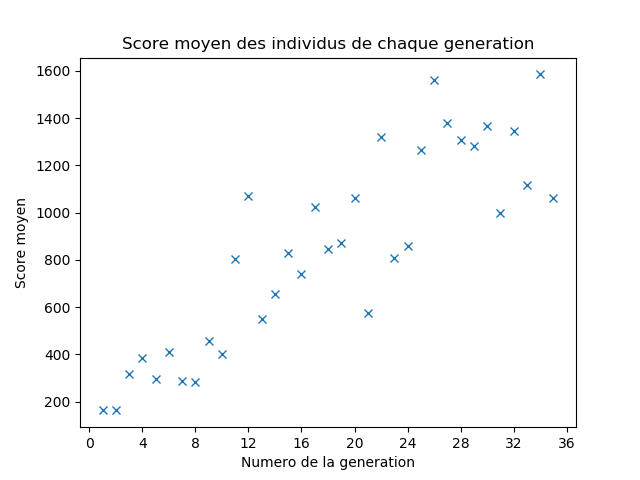 Score moyen des individus de chaque generation
1600
1400
1200
1000
800
600
400
200
Score moyen
0 4 8 12 16 20 24 28 32 36
Numero de la generation